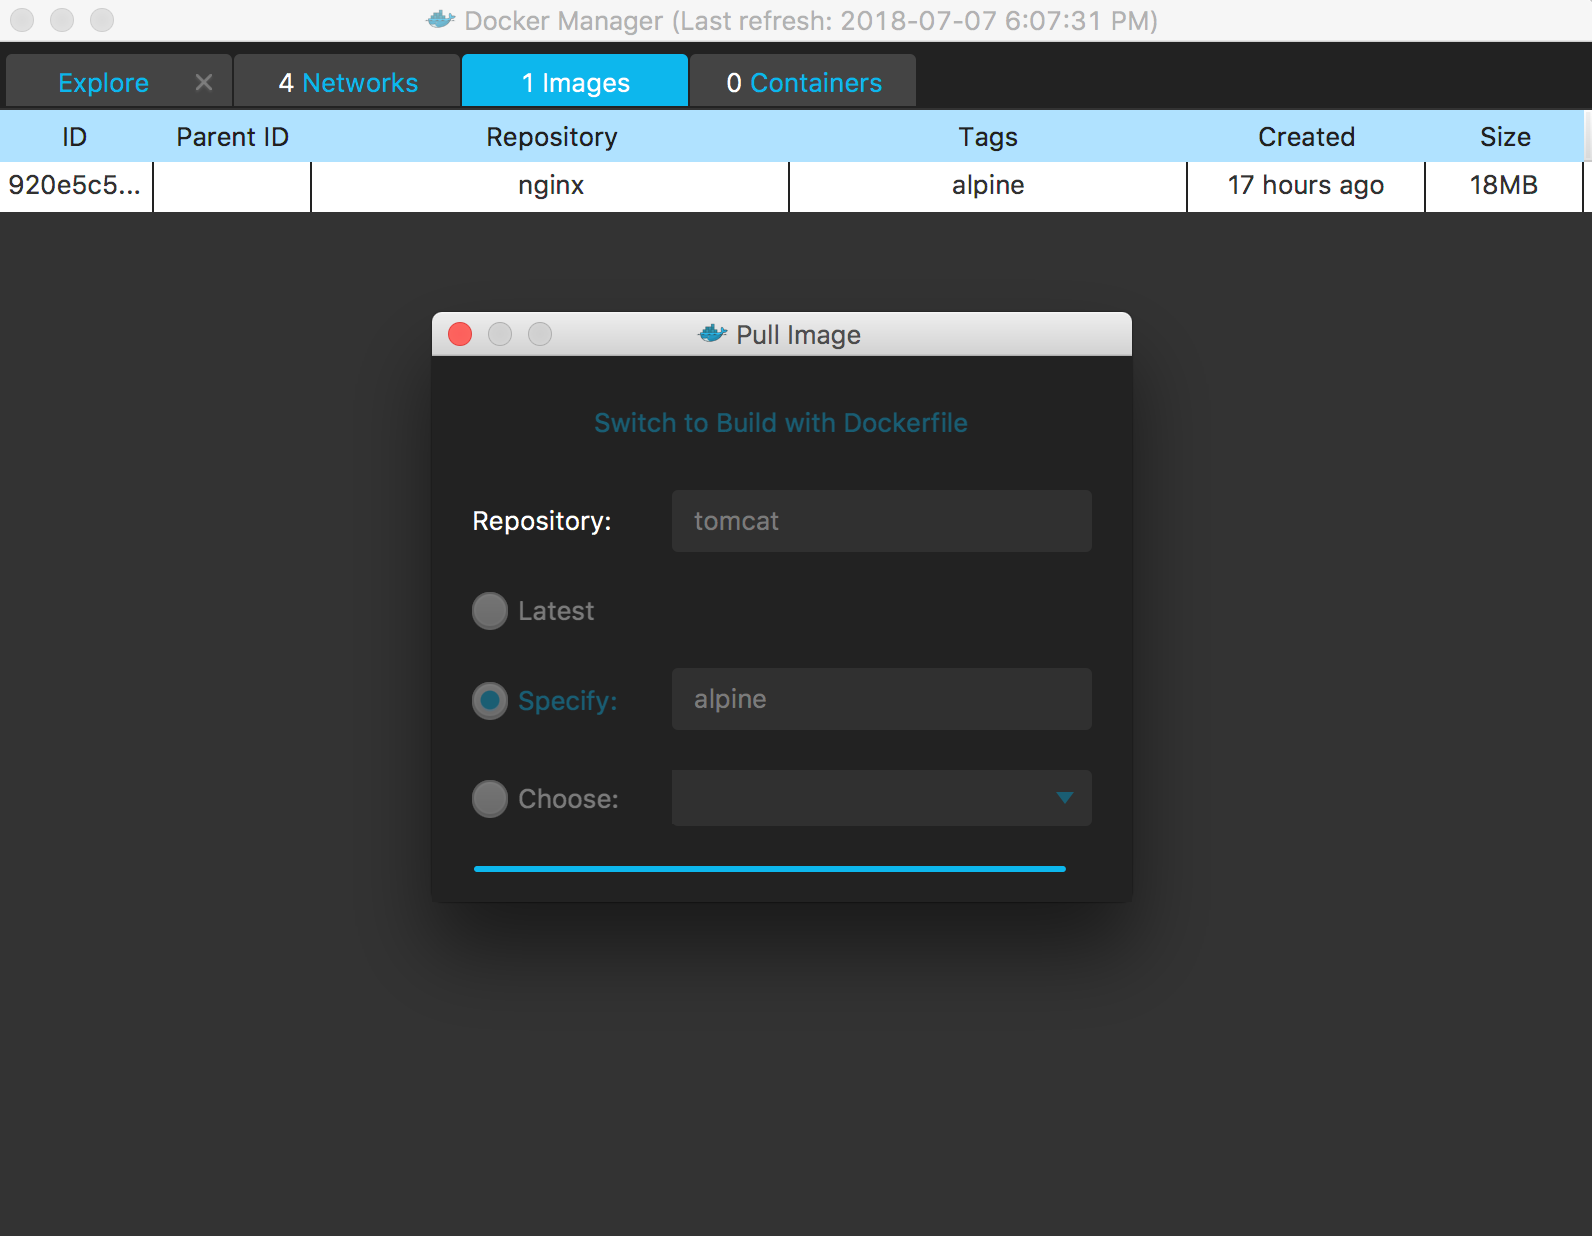 Docker Manager (Last refresh: 2018-07-07 6:07:31 PM)
Explore 4 Networks 1 Images 0 Containers
ID Parent ID Repository Tags Created Size
920e5c5... nginx alpine 17 hours ago 18MB
Pull Image
Switch to Build with Dockerfile
Repository: tomcat
Latest
Specify: alpine
Choose: